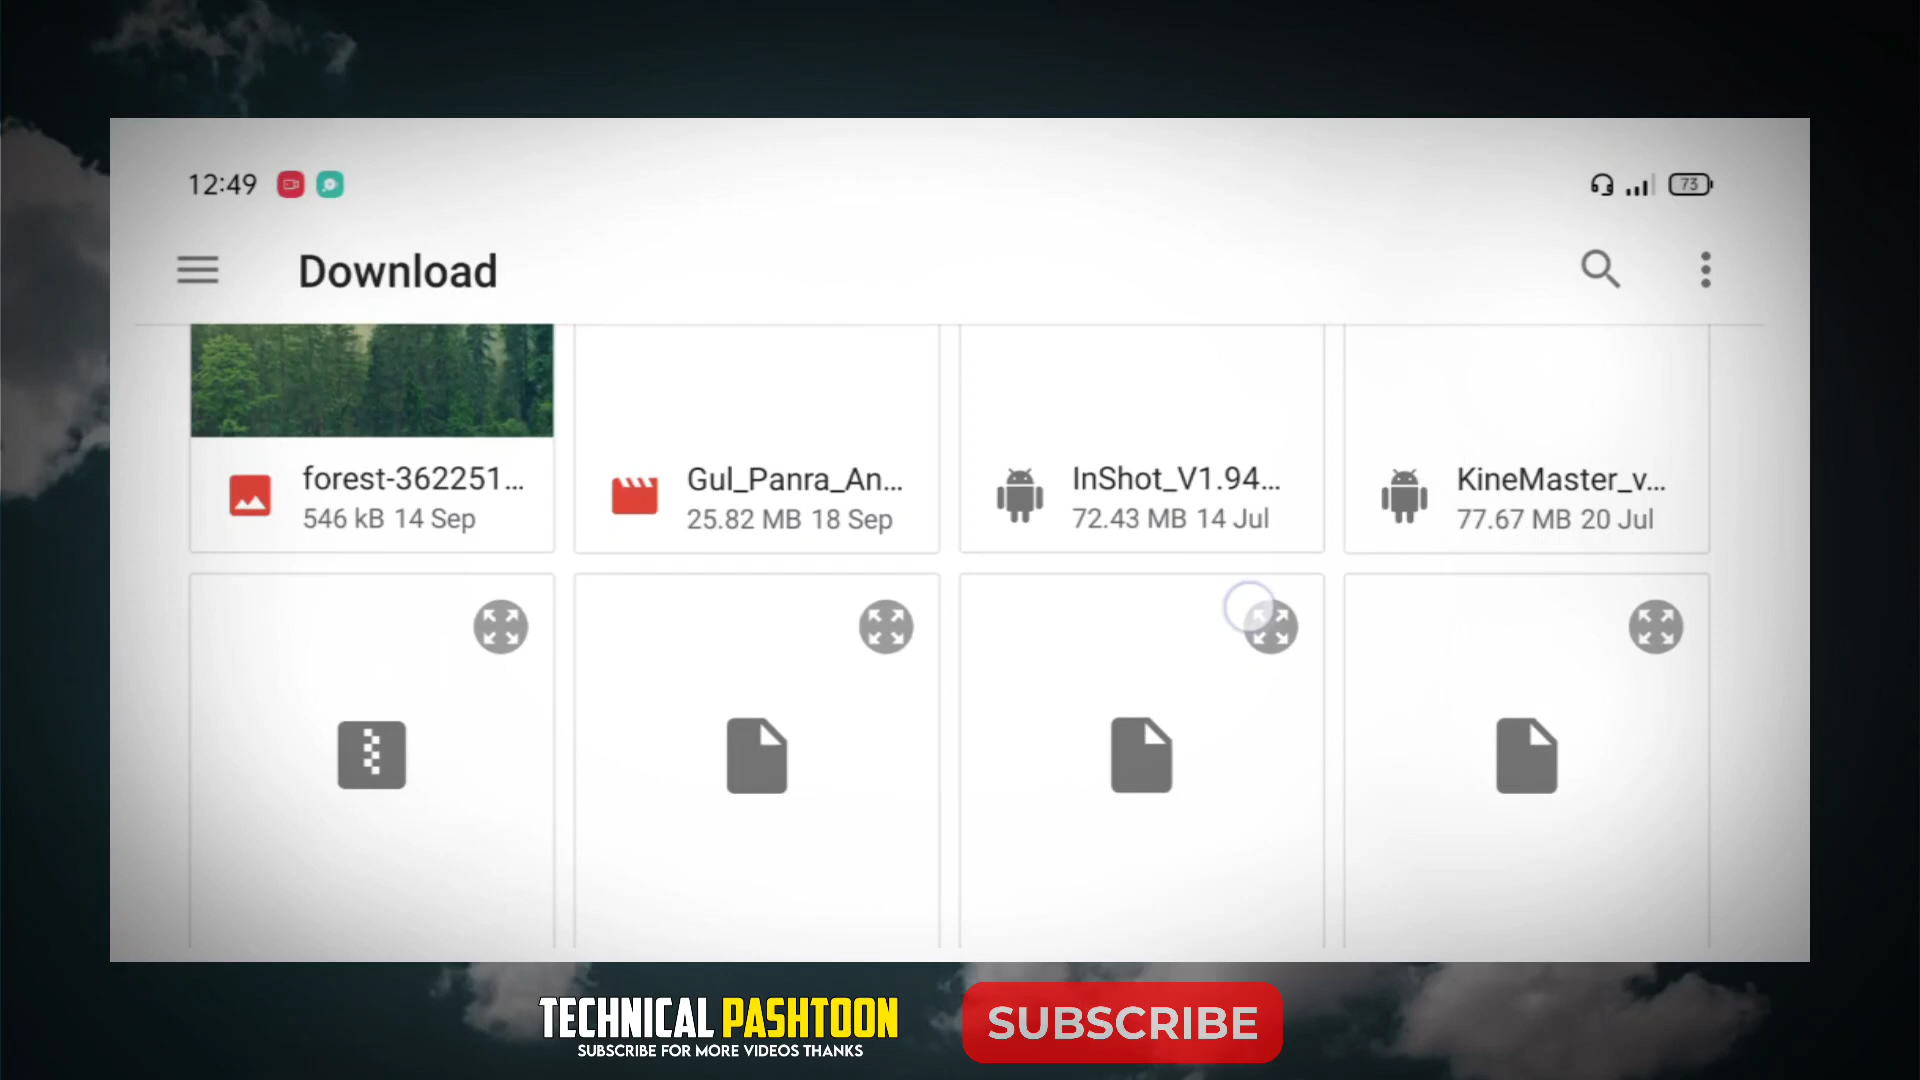 12:49
73
Download
forest-362251...
546 kB 14 Sep
Gul_Panra_An...
25.82 MB 18 Sep
InShot_V1.94...
72.43 MB 14 Jul
KineMaster_v...
77.67 MB 20 Jul
TECHNICAL PASHTOON
SUBSCRIBE FOR MORE VIDEOS THANKS
SUBSCRIBE